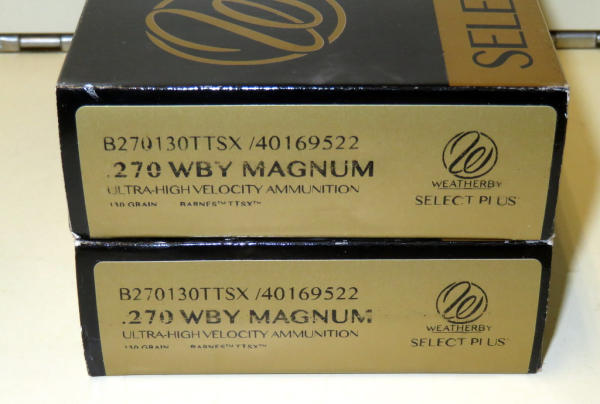 SELE
B270130TTSX /40169522
.270 WBY MAGNUM
ULTRA-HIGH VELOCITY AMMUNITION
130 GRAIN BARNES™ TTSX™
WEATHERBY
SELECT PLUS
B270130TTSX /40169522
.270 WBY MAGNUM
ULTRA-HIGH VELOCITY AMMUNITION
130 GRAIN BARNES™ TTSX™
WEATHERBY
SELECT PLUS